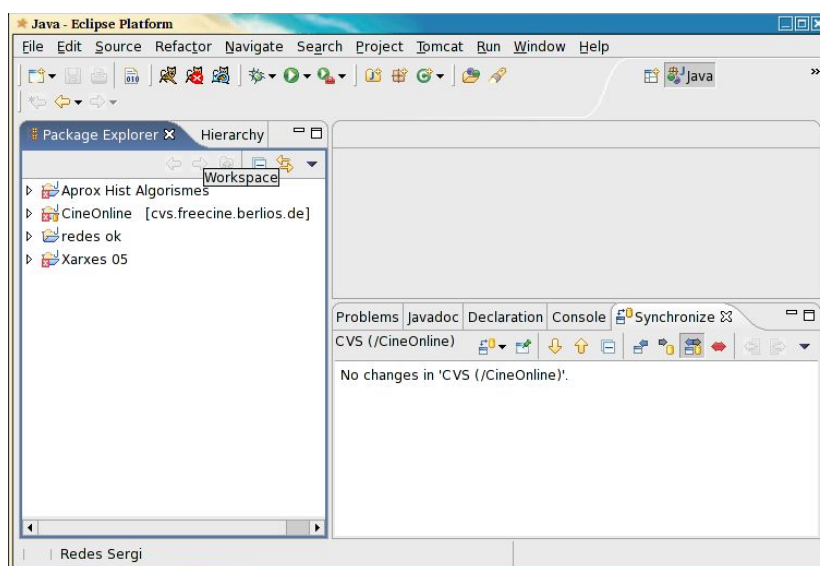 Java - Eclipse Platform
File Edit Source Refactor Navigate Search Project Tomcat Run Window Help
Java
»
Package Explorer Hierarchy
Workspace
Aprox Hist Algorismes
CineOnline [cvs.freecine.berlios.de]
redes ok
Xarxes 05
Problems Javadoc Declaration Console Synchronize
CVS (/CineOnline)
No changes in 'CVS (/CineOnline)'.
Redes Sergi